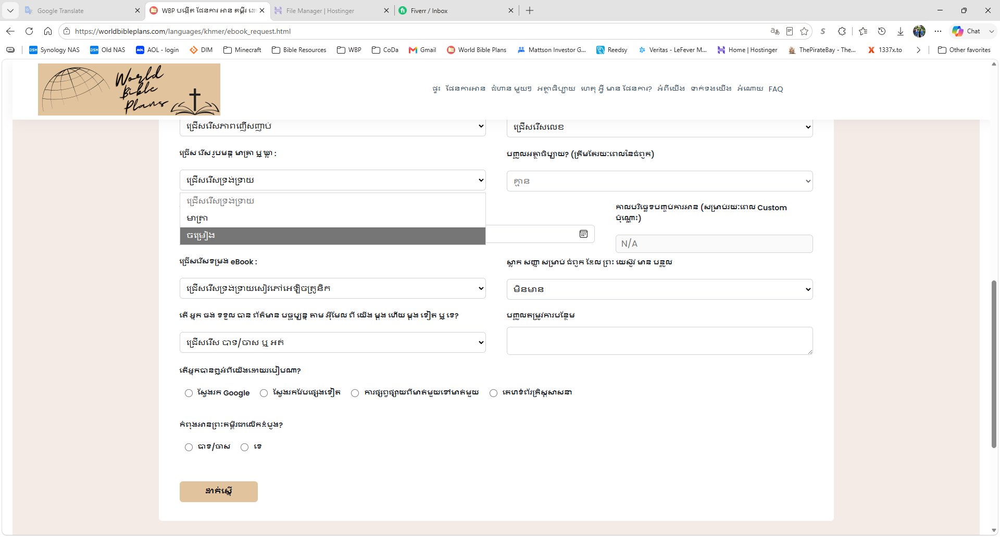 Google Translate
WBP បង្កើត ផែនការ អាន គម្ពីរ
File Manager | Hostinger
Fiverr / Inbox
https://worldbibleplans.com/languages/khmer/ebook_request.html
Chat
Synology NAS
Old NAS
AOL - login
DIM
Minecraft
Bible Resources
WBP
CoDa
Gmail
World Bible Plans
Mattson Investor G...
Reedsy
Veritas - LeFever M...
Home | Hostinger
ThePirateBay - The...
1337x.to
Other favorites
World
Bible
Plans
ផ្ទះ ផែនការអាន ជំហាន មួយៗ អត្ថាធិប្បាយ ហេតុ អ្វី មាន ផែនការ? អំពីយើង ទាក់ទងយើង អំណោយ FAQ
ជ្រើសរើសភាពញឹកញាប់
ជ្រើសរើសលេខ
ជ្រើស រើស រូបមន្ត មាត្រា ឬ ឃ្លា :
បញ្ចូលអត្ថាធិប្បាយ? (ត្រឹមតែរយៈពេលនៃជំពូក)
ជ្រើសរើសទ្រង់ទ្រាយ
គ្មាន
ជ្រើសរើសទ្រង់ទ្រាយ
មាត្រា
ចម្រៀង
កាលបរិច្ឆេទបញ្ចប់ការអាន (សម្រាប់រយៈពេល Custom
ប៉ុណ្ណោះ)
N/A
ជ្រើសរើសទម្រង់ eBook :
ស្លាក សញ្ញា សម្រាប់ ជំពូក ដែល ព្រះ យេស៊ូវ មាន បន្ទូល
ជ្រើសរើសទ្រង់ទ្រាយសៀវភៅអេឡិចត្រូនិក
មិនមាន
តើ អ្នក ចង់ ទទួល បាន ព័ត៌មាន បច្ចុប្បន្ន តាម អ៊ីមែល ពី យើង ម្តង ហើយ ម្តង ទៀត ឬ ទេ?
បញ្ចូលតម្រូវការបន្ថែម
ជ្រើសរើស បាទ/ចាស ឬ អត់
តើអ្នកបានឮអំពីយើងដោយរបៀបណា?
ស្វែងរក Google
ស្វែងរកវែបផ្សេងទៀត
ការផ្សព្វផ្សាយពីមាត់មួយទៅមាត់មួយ
គេហទំព័រគ្រិស្តសាសនា
កំពុងអានព្រះគម្ពីរជាលើកដំបូង?
បាទ/ចាស
ទេ
ដាក់ស្នើ